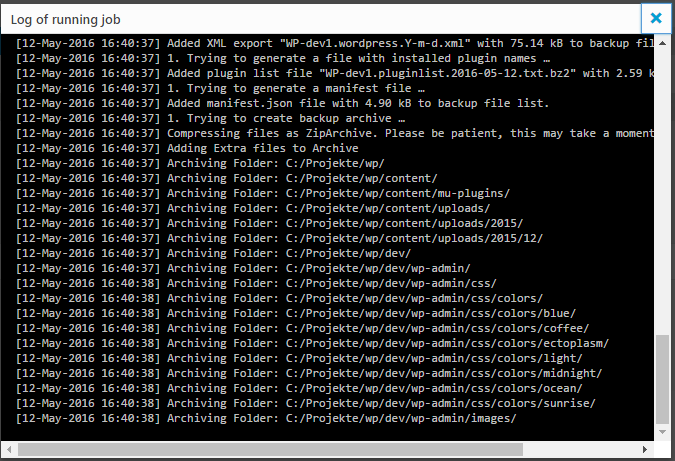 Log of running job
[12-May-2016 16:40:37] Added XML export "WP-dev1.wordpress.Y-m-d.xml" with 75.14 kB to backup fil
[12-May-2016 16:40:37] 1. Trying to generate a file with installed plugin names …
[12-May-2016 16:40:37] Added plugin list file "WP-dev1.pluginlist.2016-05-12.txt.bz2" with 2.59 k
[12-May-2016 16:40:37] 1. Trying to generate a manifest file …
[12-May-2016 16:40:37] Added manifest.json file with 4.90 kB to backup file list.
[12-May-2016 16:40:37] 1. Trying to create backup archive …
[12-May-2016 16:40:37] Compressing files as ZipArchive. Please be patient, this may take a moment
[12-May-2016 16:40:37] Adding Extra files to Archive
[12-May-2016 16:40:37] Archiving Folder: C:/Projekte/wp/
[12-May-2016 16:40:37] Archiving Folder: C:/Projekte/wp/content/
[12-May-2016 16:40:37] Archiving Folder: C:/Projekte/wp/content/mu-plugins/
[12-May-2016 16:40:37] Archiving Folder: C:/Projekte/wp/content/uploads/
[12-May-2016 16:40:37] Archiving Folder: C:/Projekte/wp/content/uploads/2015/
[12-May-2016 16:40:37] Archiving Folder: C:/Projekte/wp/content/uploads/2015/12/
[12-May-2016 16:40:37] Archiving Folder: C:/Projekte/wp/dev/
[12-May-2016 16:40:37] Archiving Folder: C:/Projekte/wp/dev/wp-admin/
[12-May-2016 16:40:38] Archiving Folder: C:/Projekte/wp/dev/wp-admin/css/
[12-May-2016 16:40:38] Archiving Folder: C:/Projekte/wp/dev/wp-admin/css/colors/
[12-May-2016 16:40:38] Archiving Folder: C:/Projekte/wp/dev/wp-admin/css/colors/blue/
[12-May-2016 16:40:38] Archiving Folder: C:/Projekte/wp/dev/wp-admin/css/colors/coffee/
[12-May-2016 16:40:38] Archiving Folder: C:/Projekte/wp/dev/wp-admin/css/colors/ectoplasm/
[12-May-2016 16:40:38] Archiving Folder: C:/Projekte/wp/dev/wp-admin/css/colors/light/
[12-May-2016 16:40:38] Archiving Folder: C:/Projekte/wp/dev/wp-admin/css/colors/midnight/
[12-May-2016 16:40:38] Archiving Folder: C:/Projekte/wp/dev/wp-admin/css/colors/ocean/
[12-May-2016 16:40:38] Archiving Folder: C:/Projekte/wp/dev/wp-admin/css/colors/sunrise/
[12-May-2016 16:40:38] Archiving Folder: C:/Projekte/wp/dev/wp-admin/images/